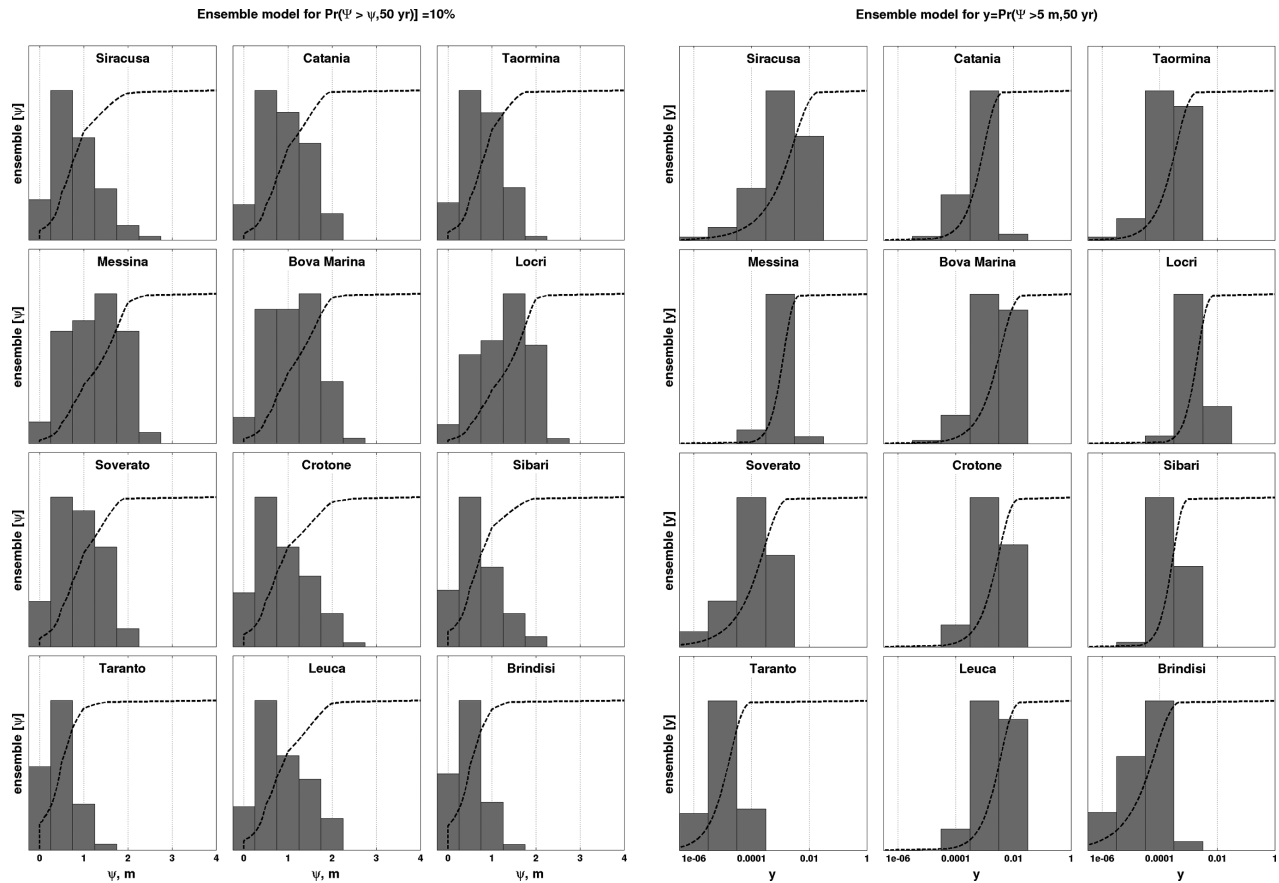 Ensemble model for Pr(Ψ > ψ,50 yr)] =10%
Siracusa
Catania
Taormina
ensemble [ψ]
Messina
Bova Marina
Locri
ensemble [ψ]
Soverato
Crotone
Sibari
ensemble [ψ]
Taranto
Leuca
Brindisi
ensemble [ψ]
0 1 2 3 4
0 1 2 3 4
0 1 2 3 4
ψ, m
ψ, m
ψ, m
Ensemble model for y=Pr(Ψ >5 m,50 yr)
Siracusa
Catania
Taormina
ensemble [y]
Messina
Bova Marina
Locri
ensemble [y]
Soverato
Crotone
Sibari
ensemble [y]
Taranto
Leuca
Brindisi
ensemble [y]
1e-06 0.0001 0.01 1
1e-06 0.0001 0.01 1
1e-06 0.0001 0.01 1
y
y
y